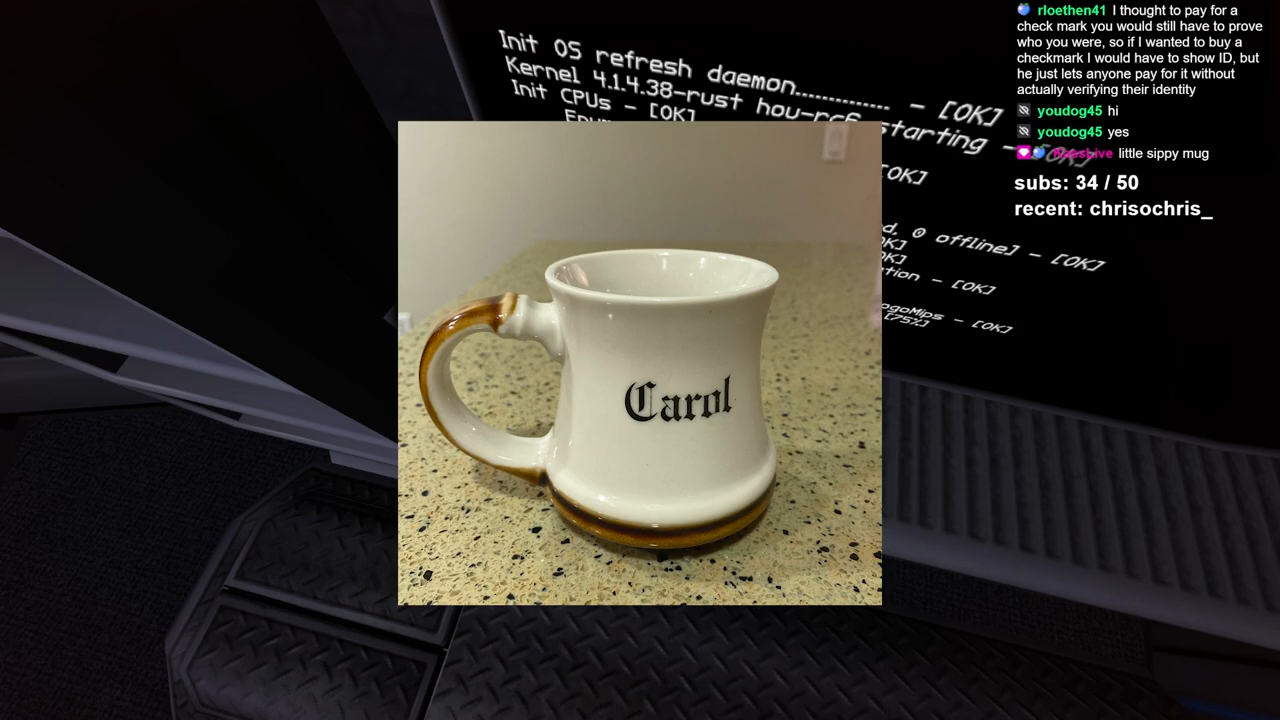 Init OS refresh daemon............. - [OK]
Kernel 4.1.4.38-rust hou-rc6 starting - [OK]
Init CPUs - [OK]
[OK]
0 offline] - [OK]
- [OK]
- [OK]
[75%]
Carol
rloethen41 I thought to pay for a
check mark you would still have to prove
who you were, so if I wanted to buy a
checkmark I would have to show ID, but
he just lets anyone pay for it without
actually verifying their identity
youdog45 hi
youdog45 yes
little sippy mug
subs: 34 / 50
recent: chrisochris_